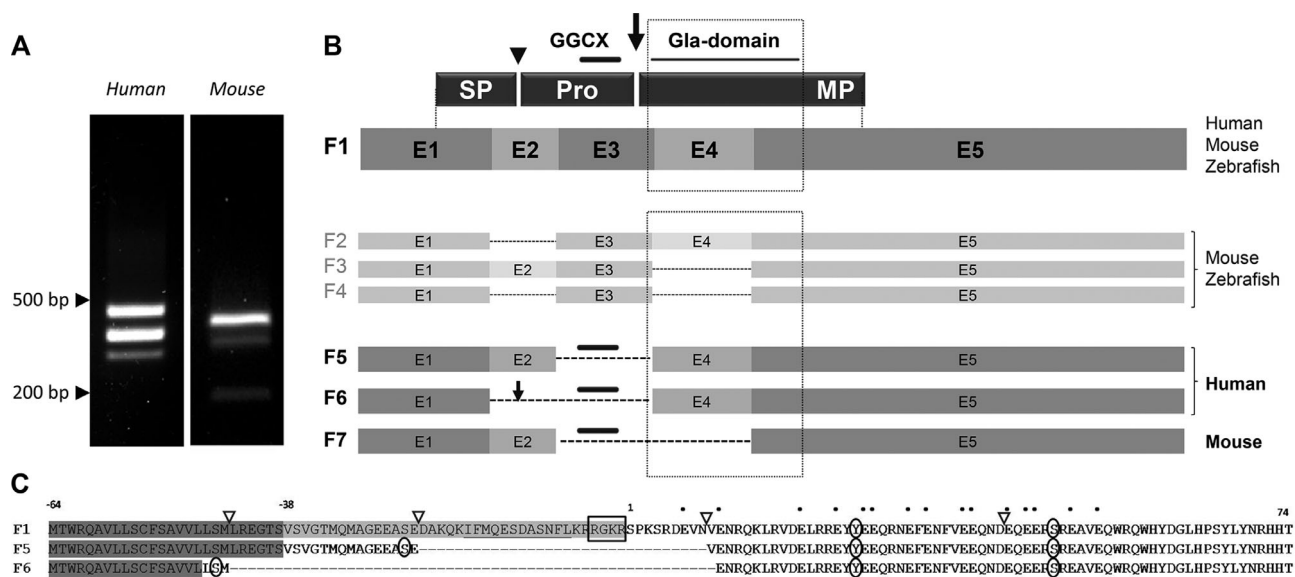 A
Human Mouse
500 bp
200 bp
B
GGCX Gla-domain
SP Pro MP
F1 E1 E2 E3 E4 E5 Human Mouse Zebrafish
F2 E1 E3 E4 E5
F3 E1 E2 E3 E5 Mouse Zebrafish
F4 E1 E3 E5
F5 E1 E2 E4 E5
Human
F6 E1 E4 E5
F7 E1 E2 E5 Mouse
C
-64 -38 1 74
F1 MTWRQAVLLSCFSAVVLLSMLREGTSVSVGTMQMAGEEASEDAKQKIFMQESDASNFLKRRGKRSPKSRDEVNVENRQKLRVDELRREYYEEQRNEFENFVEEQNDEQEERSREAVEQWRQWHYDGLHPSYLYNRHHT
F5 MTWRQAVLLSCFSAVVLLSMLREGTSVSVGTMQMAGEEASE VENRQKLRVDELRREYYEEQRNEFENFVEEQNDEQEERSREAVEQWRQWHYDGLHPSYLYNRHHT
F6 MTWRQAVLLSCFSAVVLLSM VENRQKLRVDELRREYYEEQRNEFENFVEEQNDEQEERSREAVEQWRQWHYDGLHPSYLYNRHHT